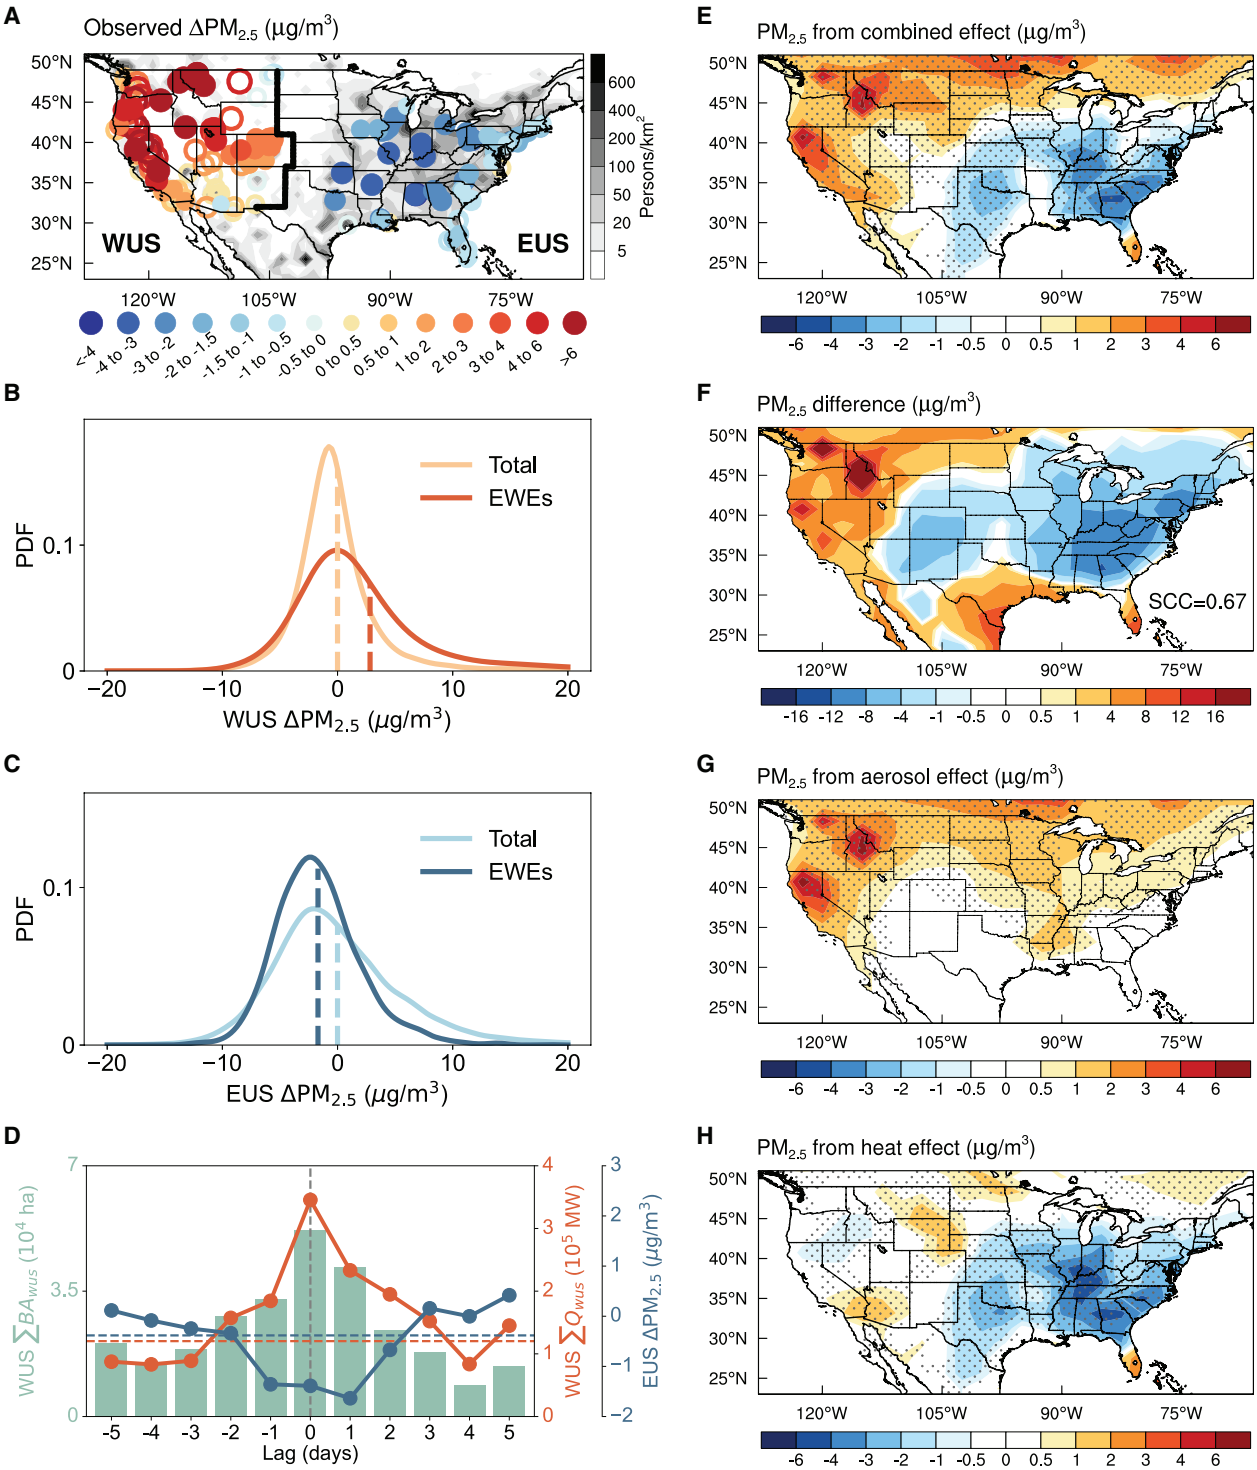 A
Observed ΔPM2.5 (μg/m3)
50°N
45°N
40°N
35°N
30°N
25°N
WUS
EUS
120°W 105°W 90°W 75°W
600
400
200
100
50
20
5
Persons/km2
<-4
-4 to -3
-3 to -2
-2 to -1.5
-1.5 to -1
-1 to -0.5
-0.5 to 0
0 to 0.5
0.5 to 1
1 to 2
2 to 3
3 to 4
4 to 6
>6
B
PDF
0.1
0
Total
EWEs
−20 −10 0 10 20
WUS ΔPM2.5 (μg/m3)
C
PDF
0.1
0
Total
EWEs
−20 −10 0 10 20
EUS ΔPM2.5 (μg/m3)
D
WUS ∑BAwus (10⁴ ha)
7
3.5
0
4
3
2
1
0
WUS ∑Qwus (10⁵ MW)
3
2
1
0
−1
−2
EUS ΔPM2.5 (μg/m3)
-5 -4 -3 -2 -1 0 1 2 3 4 5
Lag (days)
E
PM2.5 from combined effect (μg/m3)
50°N
45°N
40°N
35°N
30°N
25°N
120°W 105°W 90°W 75°W
-6 -4 -3 -2 -1 -0.5 0 0.5 1 2 3 4 6
F
PM2.5 difference (μg/m3)
50°N
45°N
40°N
35°N
30°N
25°N
SCC=0.67
120°W 105°W 90°W 75°W
-16 -12 -8 -4 -1 -0.5 0 0.5 1 4 8 12 16
G
PM2.5 from aerosol effect (μg/m3)
50°N
45°N
40°N
35°N
30°N
25°N
120°W 105°W 90°W 75°W
-6 -4 -3 -2 -1 -0.5 0 0.5 1 2 3 4 6
H
PM2.5 from heat effect (μg/m3)
50°N
45°N
40°N
35°N
30°N
25°N
120°W 105°W 90°W 75°W
-6 -4 -3 -2 -1 -0.5 0 0.5 1 2 3 4 6